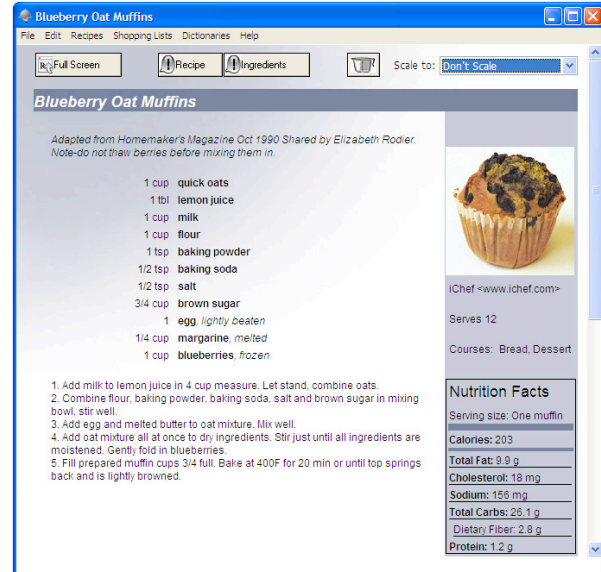 Blueberry Oat Muffins
File Edit Recipes Shopping Lists Dictionaries Help
Full Screen Recipe Ingredients Scale to: Don't Scale
Blueberry Oat Muffins
Adapted from Homemaker's Magazine Oct 1990 Shared by Elizabeth Rodier.
Note-do not thaw berries before mixing them in.
1 cup quick oats
1 tbl lemon juice
1 cup milk
1 cup flour
1 tsp baking powder
1/2 tsp baking soda
1/2 tsp salt
3/4 cup brown sugar
1 egg, lightly beaten
1/4 cup margarine, melted
1 cup blueberries, frozen
1. Add milk to lemon juice in 4 cup measure. Let stand, combine oats.
2. Combine flour, baking powder, baking soda, salt and brown sugar in mixing
bowl, stir well.
3. Add egg and melted butter to oat mixture. Mix well.
4. Add oat mixture all at once to dry ingredients. Stir just until all ingredients are
moistened. Gently fold in blueberries.
5. Fill prepared muffin cups 3/4 full. Bake at 400F for 20 min or until top springs
back and is lightly browned.
iChef <www.ichef.com>
Serves 12
Courses: Bread, Dessert
Nutrition Facts
Serving size: One muffin
Calories: 203
Total Fat: 9.9 g
Cholesterol: 18 mg
Sodium: 156 mg
Total Carbs: 26.1 g
Dietary Fiber: 2.8 g
Protein: 1.2 g